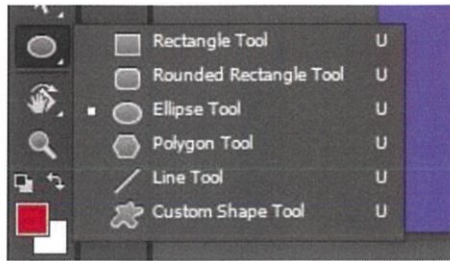 Rectangle Tool U
Rounded Rectangle Tool U
Ellipse Tool U
Polygon Tool U
Line Tool U
Custom Shape Tool U